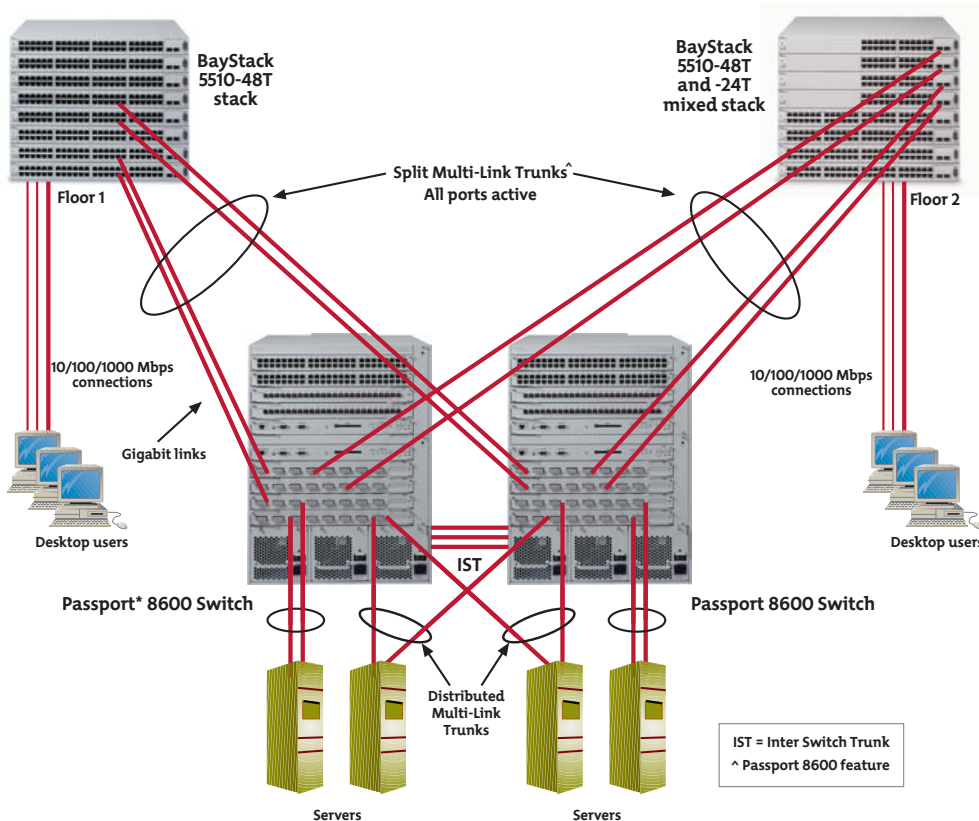 BayStack
5510-48T
stack
BayStack
5510-48T
and -24T
mixed stack
Floor 1
Split Multi-Link Trunks^
All ports active
Floor 2
10/100/1000 Mbps
connections
10/100/1000 Mbps
connections
Gigabit links
Desktop users
Desktop users
IST
Passport* 8600 Switch
Passport 8600 Switch
Distributed
Multi-Link
Trunks
IST = Inter Switch Trunk
^ Passport 8600 feature
Servers
Servers